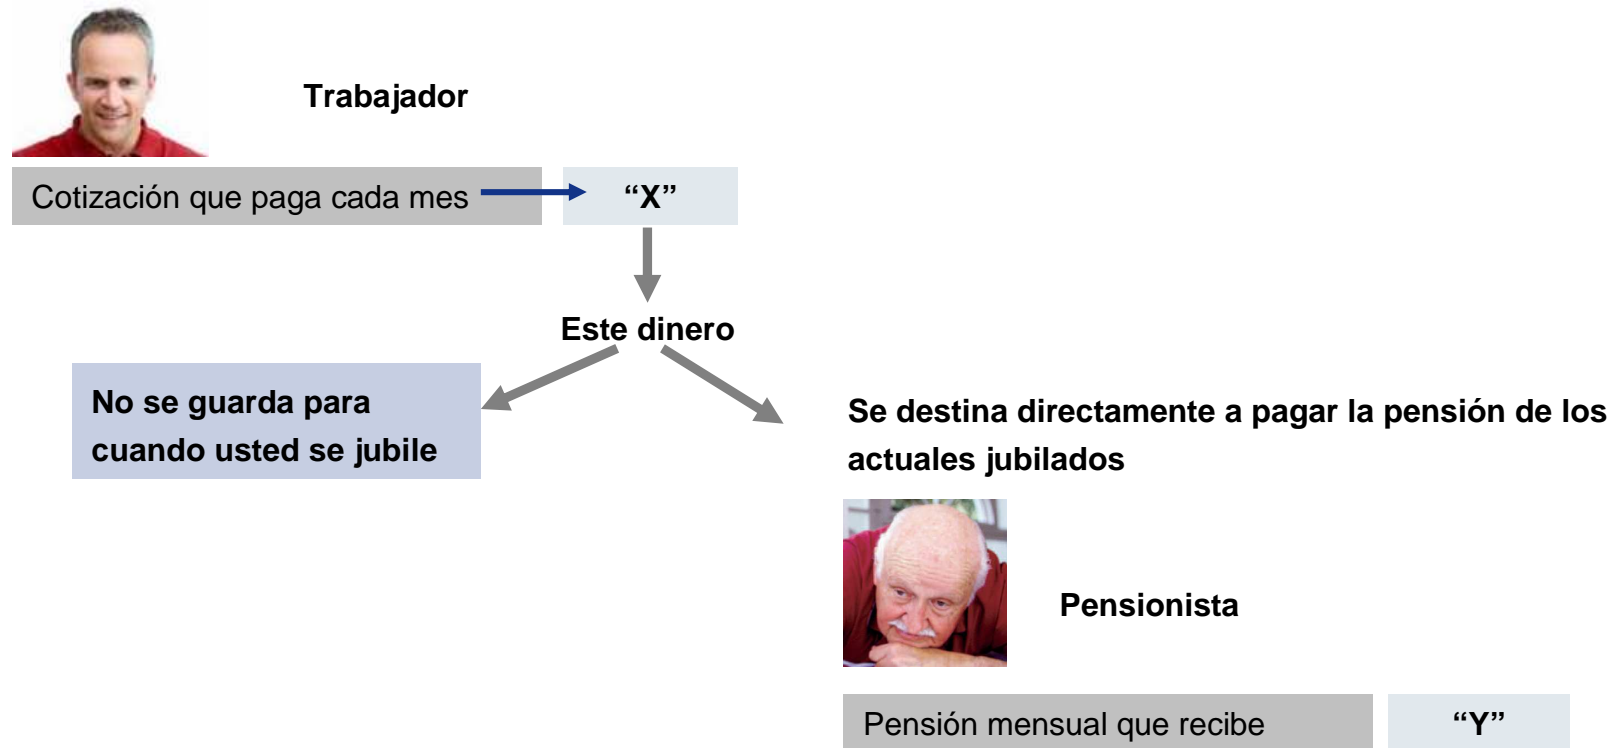 Trabajador
Cotización que paga cada mes
“X”
Este dinero
No se guarda para
cuando usted se jubile
Se destina directamente a pagar la pensión de los
actuales jubilados
Pensionista
Pensión mensual que recibe
“Y”